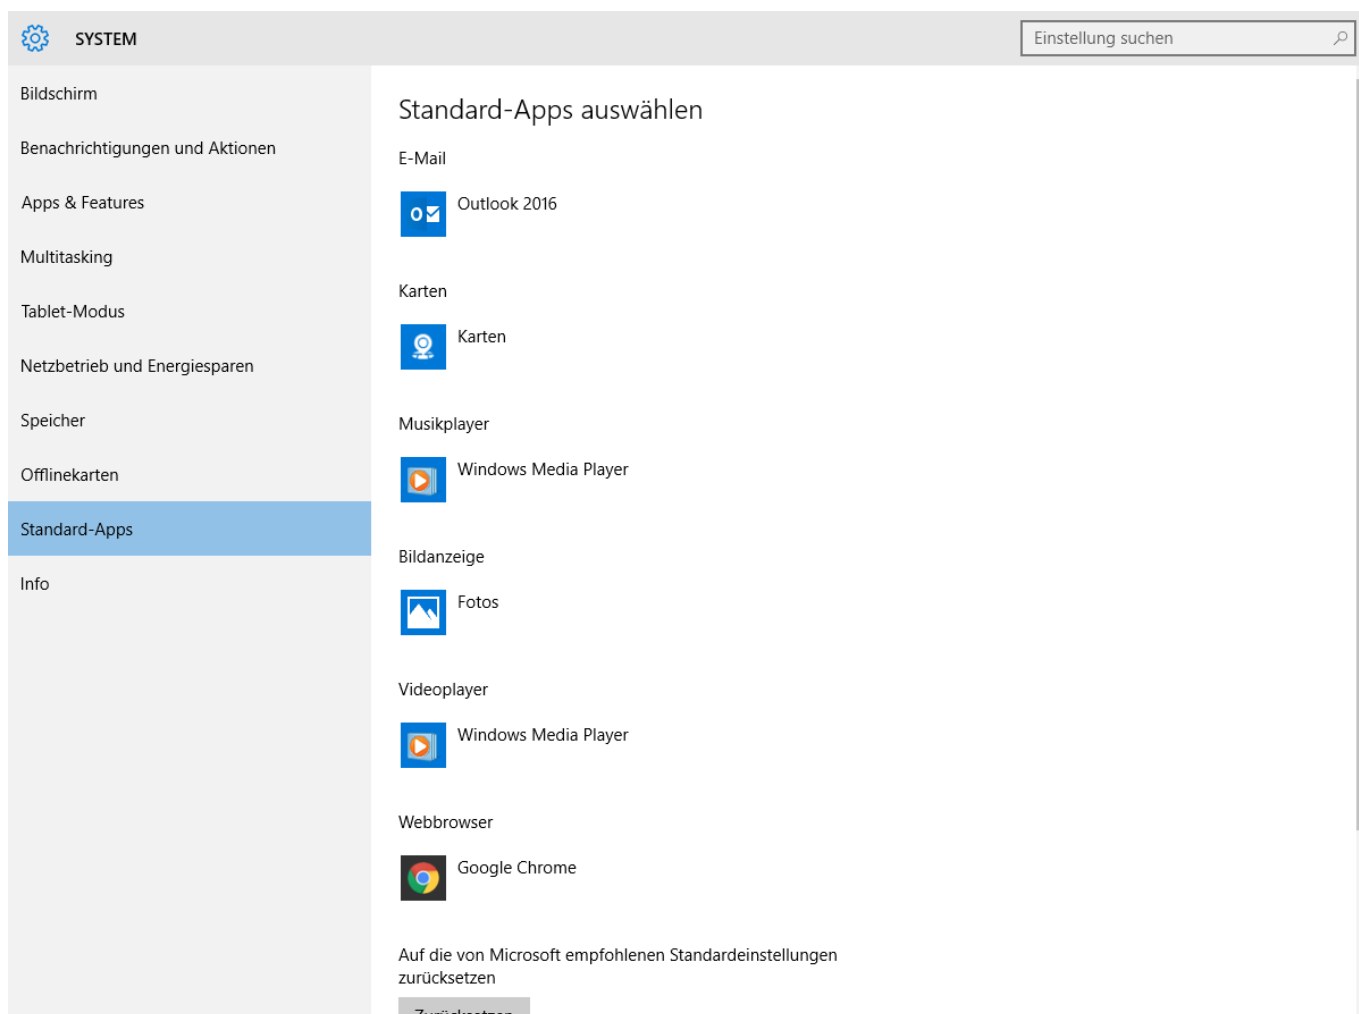 SYSTEM
Einstellung suchen
Bildschirm
Benachrichtigungen und Aktionen
Apps & Features
Multitasking
Tablet-Modus
Netzbetrieb und Energiesparen
Speicher
Offlinekarten
Standard-Apps
Info
Standard-Apps auswählen
E-Mail
Outlook 2016
Karten
Karten
Musikplayer
Windows Media Player
Bildanzeige
Fotos
Videoplayer
Windows Media Player
Webbrowser
Google Chrome
Auf die von Microsoft empfohlenen Standardeinstellungen
zurücksetzen
Zurücksetzen